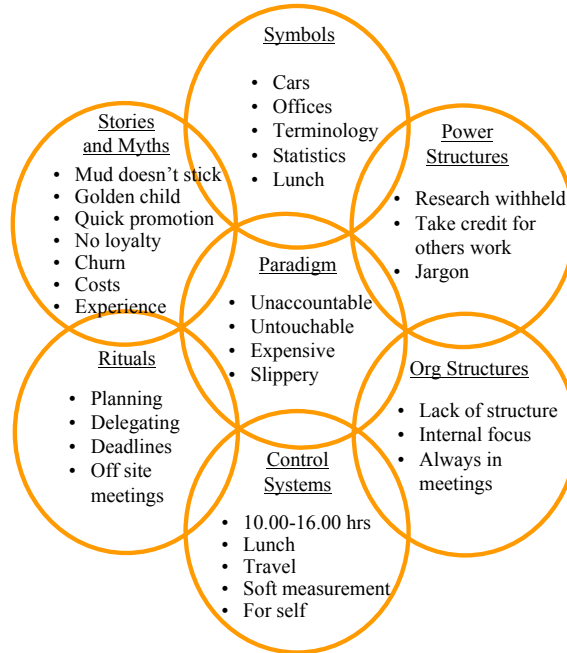 Symbols
• Cars
• Offices
• Terminology
• Statistics
• Lunch
Stories
and Myths
• Mud doesn’t stick
• Golden child
• Quick promotion
• No loyalty
• Churn
• Costs
• Experience
Power
Structures
• Research withheld
• Take credit for
others work
• Jargon
Paradigm
• Unaccountable
• Untouchable
• Expensive
• Slippery
Rituals
• Planning
• Delegating
• Deadlines
• Off site
meetings
Org Structures
• Lack of structure
• Internal focus
• Always in
meetings
Control
Systems
• 10.00-16.00 hrs
• Lunch
• Travel
• Soft measurement
• For self